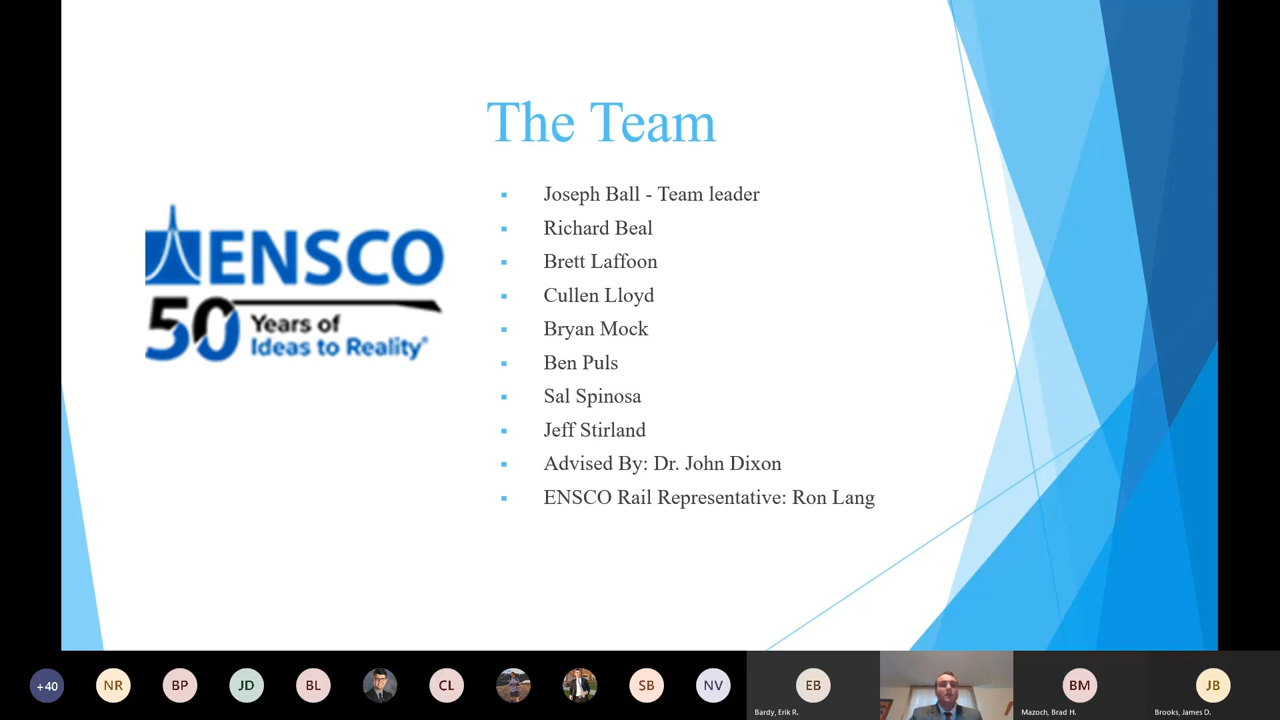 The Team
ENSCO
50 Years of
Ideas to Reality®
▪ Joseph Ball - Team leader
▪ Richard Beal
▪ Brett Laffoon
▪ Cullen Lloyd
▪ Bryan Mock
▪ Ben Puls
▪ Sal Spinosa
▪ Jeff Stirland
▪ Advised By: Dr. John Dixon
▪ ENSCO Rail Representative: Ron Lang
+40
NR
BP
JD
BL
CL
SB
NV
EB
BM
JB
Bardy, Erik R.
Mazoch, Brad H.
Brooks, James D.